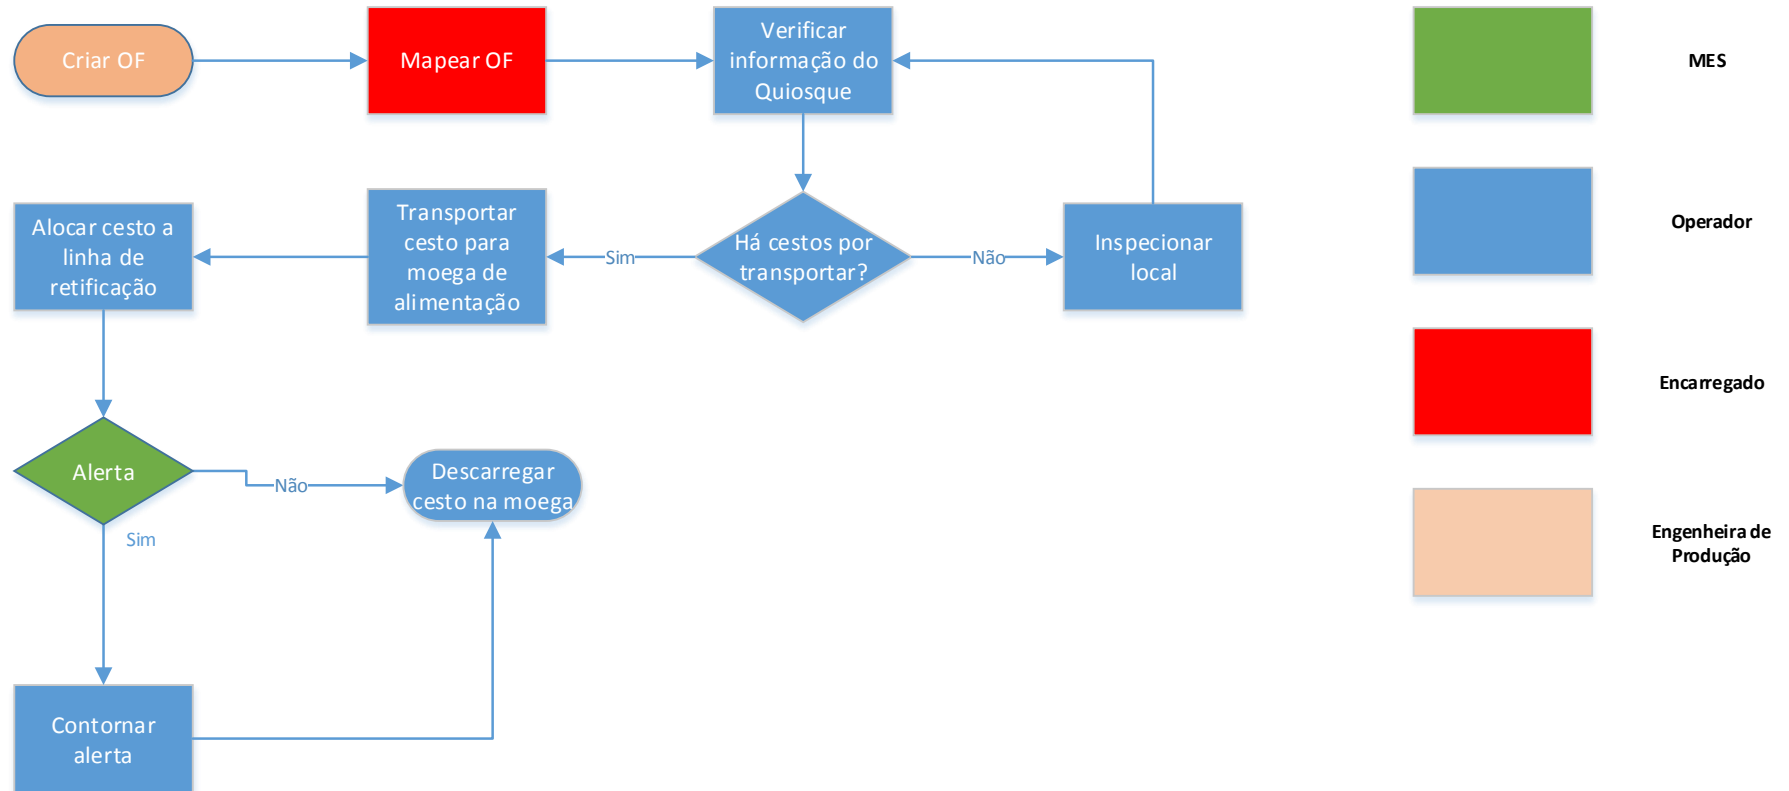 Criar OF
Mapear OF
Verificar
informação do
Quiosque
MES
Alocar cesto a
linha de
retificação
Transportar
cesto para
moega de
alimentação
Sim
Há cestos por
transportar?
Não
Inspecionar
local
Operador
Encarregado
Alerta
Não
Descarregar
cesto na moega
Sim
Engenheira de
Produção
Contornar
alerta